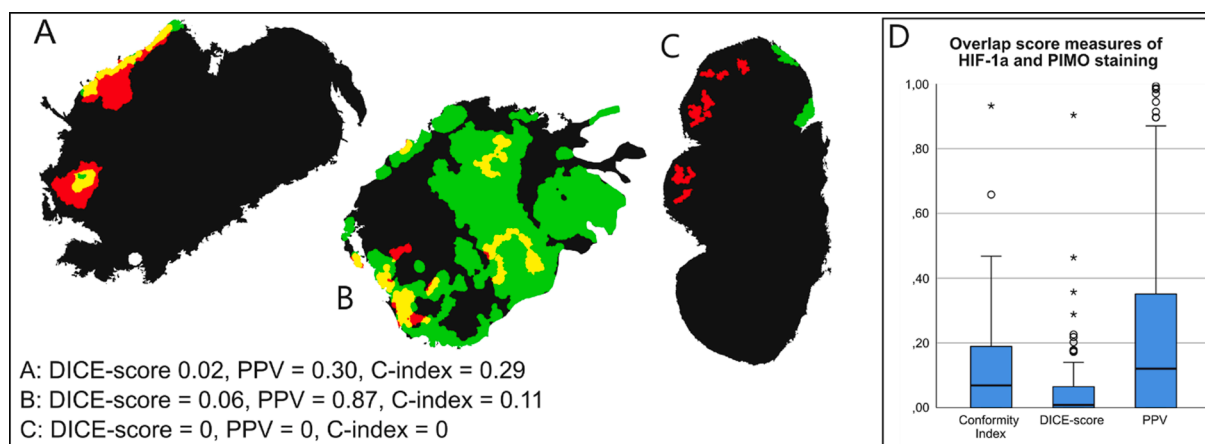 A
B
C
A: DICE-score 0.02, PPV = 0.30, C-index = 0.29
B: DICE-score = 0.06, PPV = 0.87, C-index = 0.11
C: DICE-score = 0, PPV = 0, C-index = 0
D
Overlap score measures of
HIF-1a and PIMO staining
1,00
,80
,60
,40
,20
,00
Conformity
Index
DICE-score
PPV